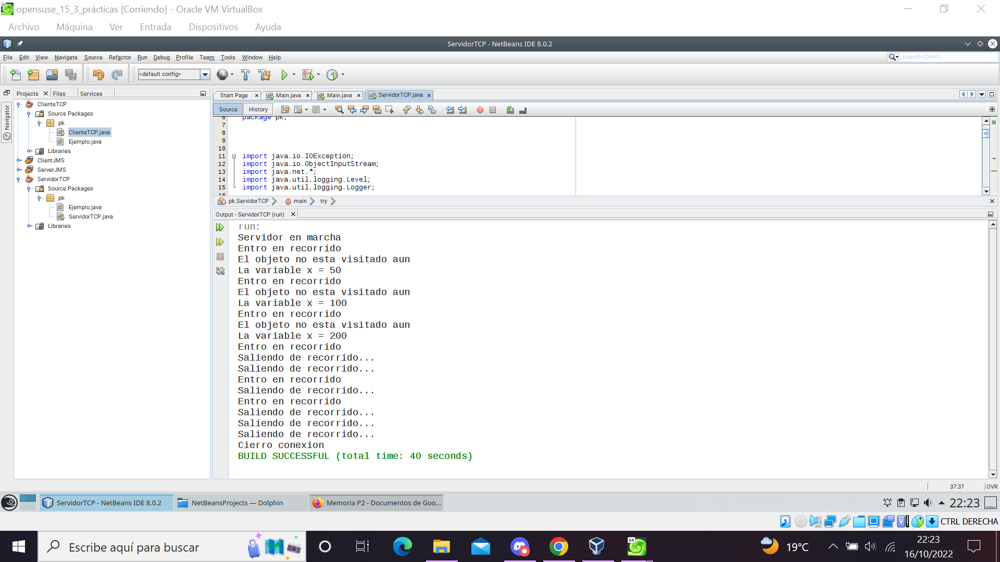 opensuse_15_3_prácticas [Corriendo] - Oracle VM VirtualBox
Archivo Máquina Ver Entrada Dispositivos Ayuda
ServidorTCP - NetBeans IDE 8.0.2
File Edit View Navigate Source Refactor Run Debug Profile Team Tools Window Help
Search (Ctrl+I)
<default config>
Projects Files Services
Start Page Main.java Main.java ServidorTCP.java
Navigator
ClienteTCP
Source Packages
pk
ClienteTCP.java
Ejemplo.java
Libraries
ClientJMS
ServerJMS
ServidorTCP
Source Packages
pk
Ejemplo.java
ServidorTCP.java
Libraries
Source History
6 package pk;
7
8
9
10
11 import java.io.IOException;
12 import java.io.ObjectInputStream;
13 import java.net.*;
14 import java.util.logging.Level;
15 import java.util.logging.Logger;
16
pk.ServidorTCP main try
Output - ServidorTCP (run)
run:
Servidor en marcha
Entro en recorrido
El objeto no esta visitado aun
La variable x = 50
Entro en recorrido
El objeto no esta visitado aun
La variable x = 100
Entro en recorrido
El objeto no esta visitado aun
La variable x = 200
Entro en recorrido
Saliendo de recorrido...
Saliendo de recorrido...
Entro en recorrido
Saliendo de recorrido...
Entro en recorrido
Saliendo de recorrido...
Saliendo de recorrido...
Saliendo de recorrido...
Cierro conexion
BUILD SUCCESSFUL (total time: 40 seconds)
37:37 OVR
ServidorTCP - NetBeans IDE 8.0.2 NetBeansProjects — Dolphin Memoria P2 - Documentos de Goo... 22:23
CTRL DERECHA
Escribe aquí para buscar
64
19°C
22:23
16/10/2022